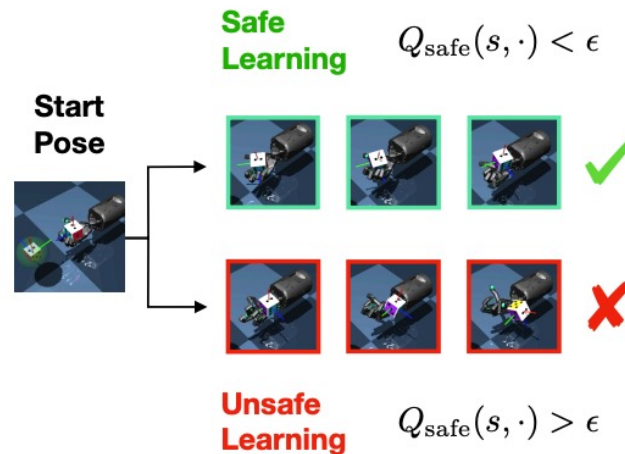 Safe
Learning
Q_safe(s, ·) < ϵ
Start
Pose
Unsafe
Learning
Q_safe(s, ·) > ϵ